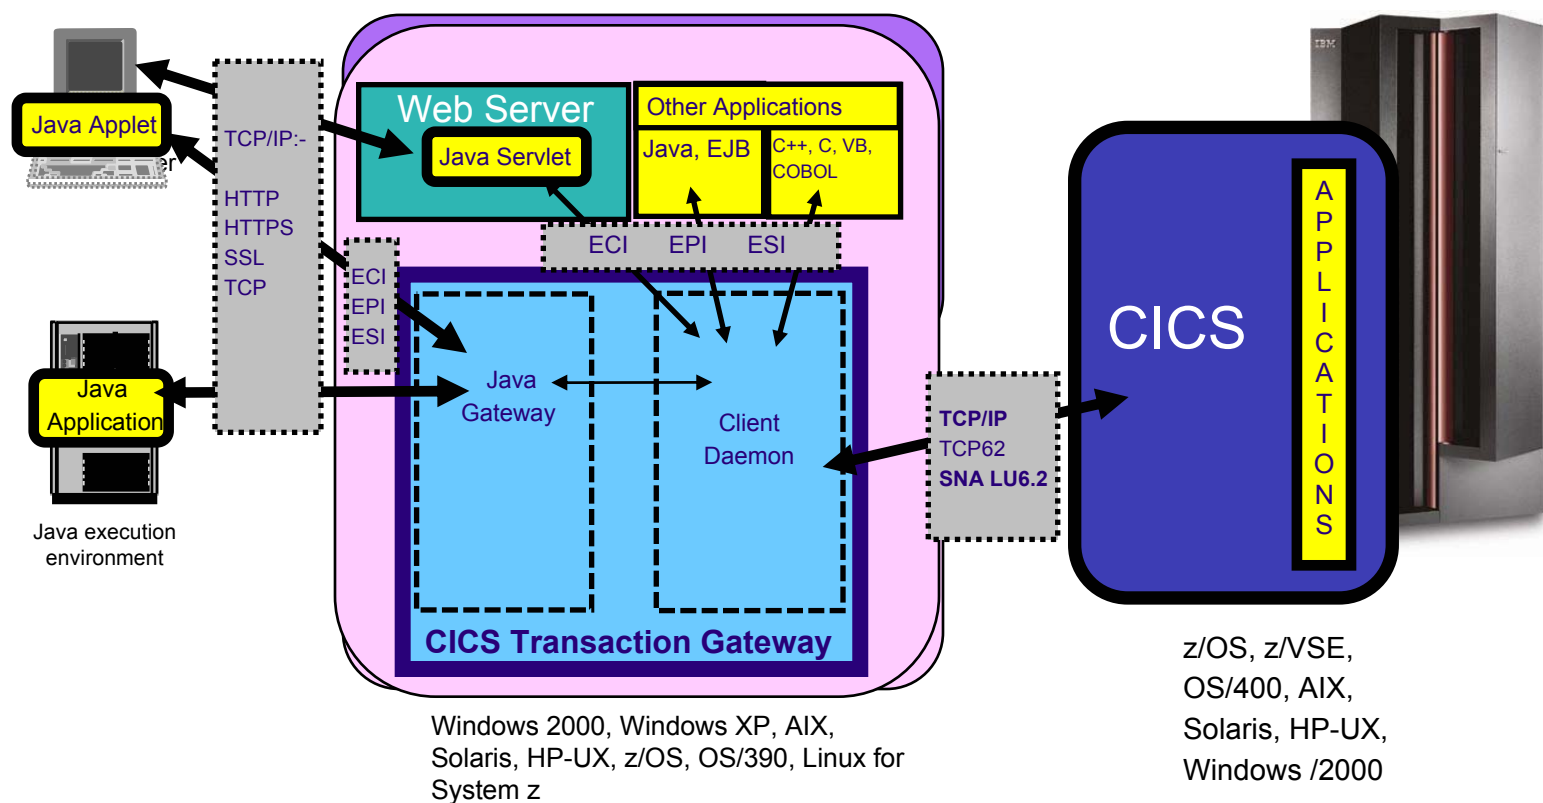 Java Applet
TCP/IP:-
HTTP
HTTPS
SSL
TCP
Java
Application
Java execution
environment
Web Server
Java Servlet
Other Applications
Java, EJB
C++, C, VB,
COBOL
ECI EPI ESI
ECI
EPI
ESI
Java
Gateway
Client
Daemon
CICS Transaction Gateway
Windows 2000, Windows XP, AIX,
Solaris, HP-UX, z/OS, OS/390, Linux for
System z
TCP/IP
TCP62
SNA LU6.2
CICS
APPLICATIONS
IBM
z/OS, z/VSE,
OS/400, AIX,
Solaris, HP-UX,
Windows /2000